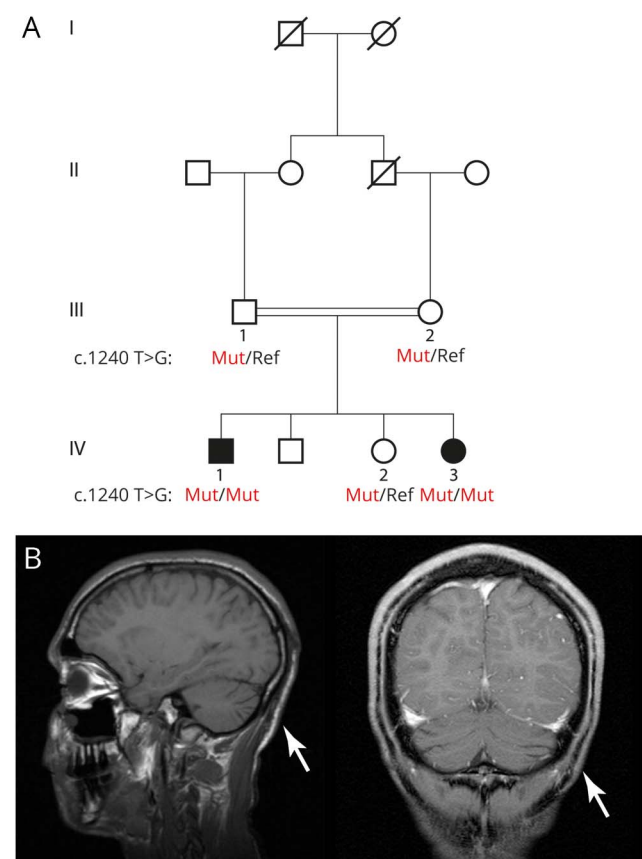 A
I
II
III
1
2
c.1240 T>G:
Mut/Ref
Mut/Ref
IV
1
2
3
c.1240 T>G:
Mut/Mut
Mut/Ref
Mut/Mut
B